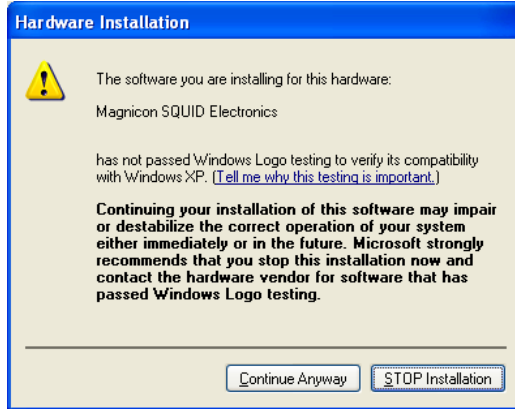 Hardware Installation
The software you are installing for this hardware:
Magnicon SQUID Electronics
has not passed Windows Logo testing to verify its compatibility
with Windows XP. (Tell me why this testing is important.)
Continuing your installation of this software may impair
or destabilize the correct operation of your system
either immediately or in the future. Microsoft strongly
recommends that you stop this installation now and
contact the hardware vendor for software that has
passed Windows Logo testing.
Continue Anyway
STOP Installation